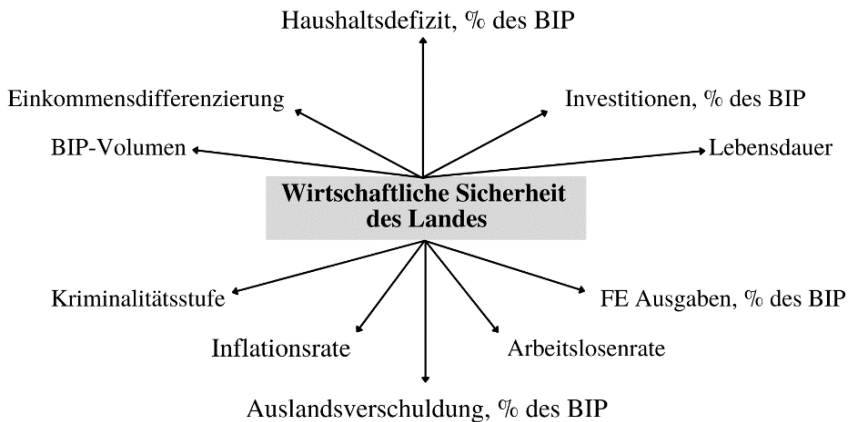 Haushaltsdefizit, % des BIP
Einkommensdifferenzierung
Investitionen, % des BIP
BIP-Volumen
Lebensdauer
Wirtschaftliche Sicherheit
des Landes
Kriminalitätsstufe
FE Ausgaben, % des BIP
Inflationsrate
Arbeitslosenrate
Auslandsverschuldung, % des BIP